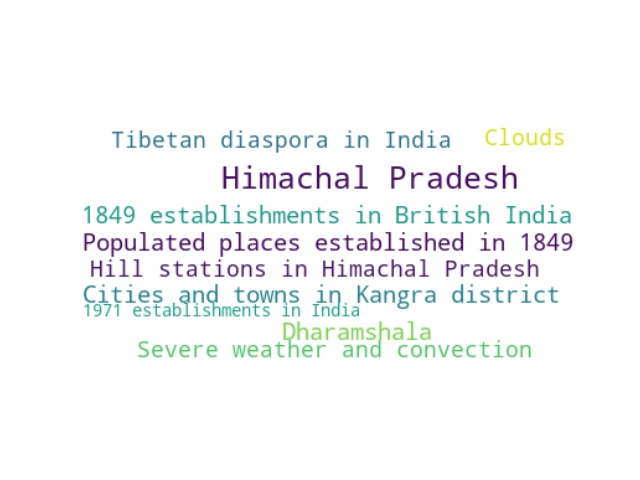 Tibetan diaspora in India Clouds
Himachal Pradesh
1849 establishments in British India
Populated places established in 1849
Hill stations in Himachal Pradesh
Cities and towns in Kangra district
1971 establishments in India
Dharamshala
Severe weather and convection